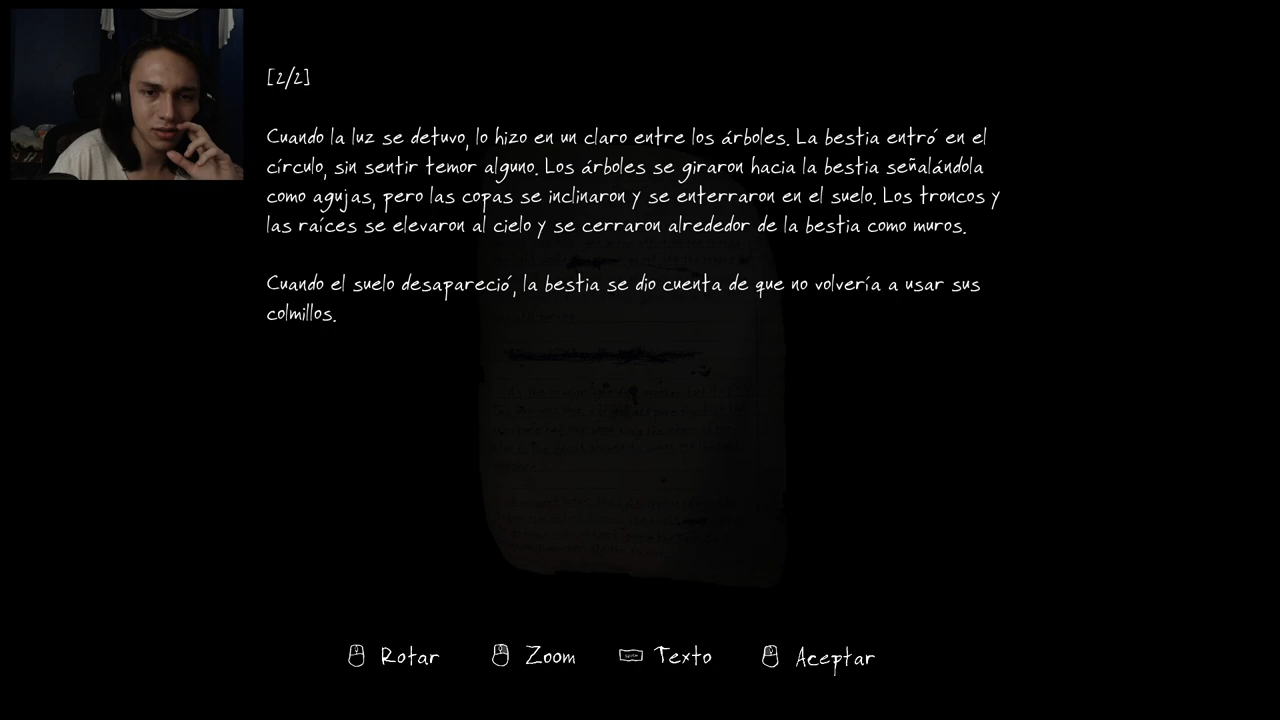 [2/2]
Cuando la luz se detuvo, lo hizo en un claro entre los árboles. La bestia entró en el
círculo, sin sentir temor alguno. Los árboles se giraron hacia la bestia señalándola
como agujas, pero las copas se inclinaron y se enterraron en el suelo. Los troncos y
las raíces se elevaron al cielo y se cerraron alrededor de la bestia como muros.
Cuando el suelo desapareció, la bestia se dio cuenta de que no volvería a usar sus
colmillos.
Rotar Zoom Texto Aceptar